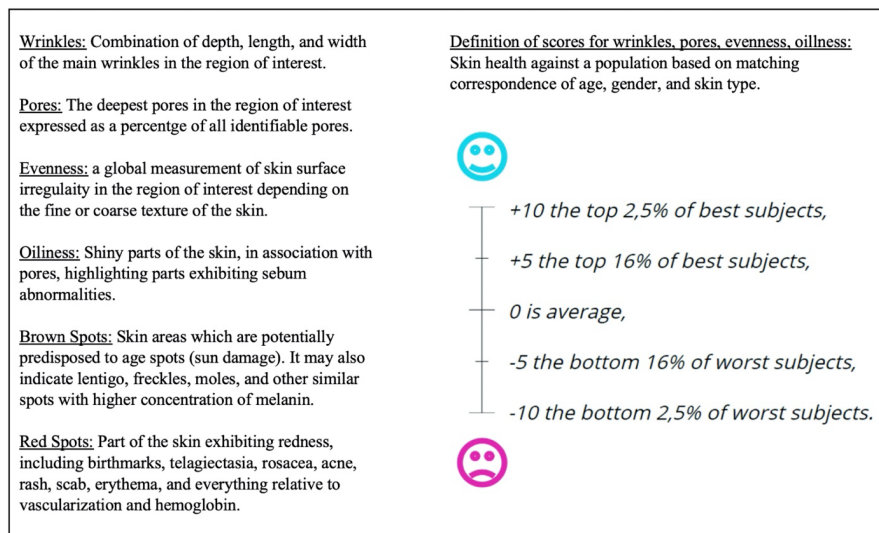 Wrinkles: Combination of depth, length, and width
of the main wrinkles in the region of interest.
Pores: The deepest pores in the region of interest
expressed as a percentge of all identifiable pores.
Evenness: a global measurement of skin surface
irregulaity in the region of interest depending on
the fine or coarse texture of the skin.
Oiliness: Shiny parts of the skin, in association with
pores, highlighting parts exhibiting sebum
abnormalities.
Brown Spots: Skin areas which are potentially
predisposed to age spots (sun damage). It may also
indicate lentigo, freckles, moles, and other similar
spots with higher concentration of melanin.
Red Spots: Part of the skin exhibiting redness,
including birthmarks, telagiectasia, rosacea, acne,
rash, scab, erythema, and everything relative to
vascularization and hemoglobin.
Definition of scores for wrinkles, pores, evenness, oillness:
Skin health against a population based on matching
correspondence of age, gender, and skin type.
+10 the top 2,5% of best subjects,
+5 the top 16% of best subjects,
0 is average,
-5 the bottom 16% of worst subjects,
-10 the bottom 2,5% of worst subjects.